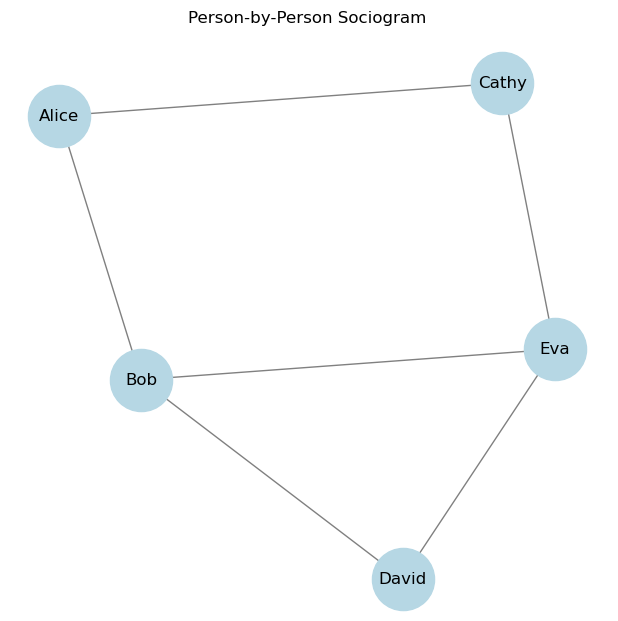 Person-by-Person Sociogram
Cathy
Alice
Eva
Bob
David